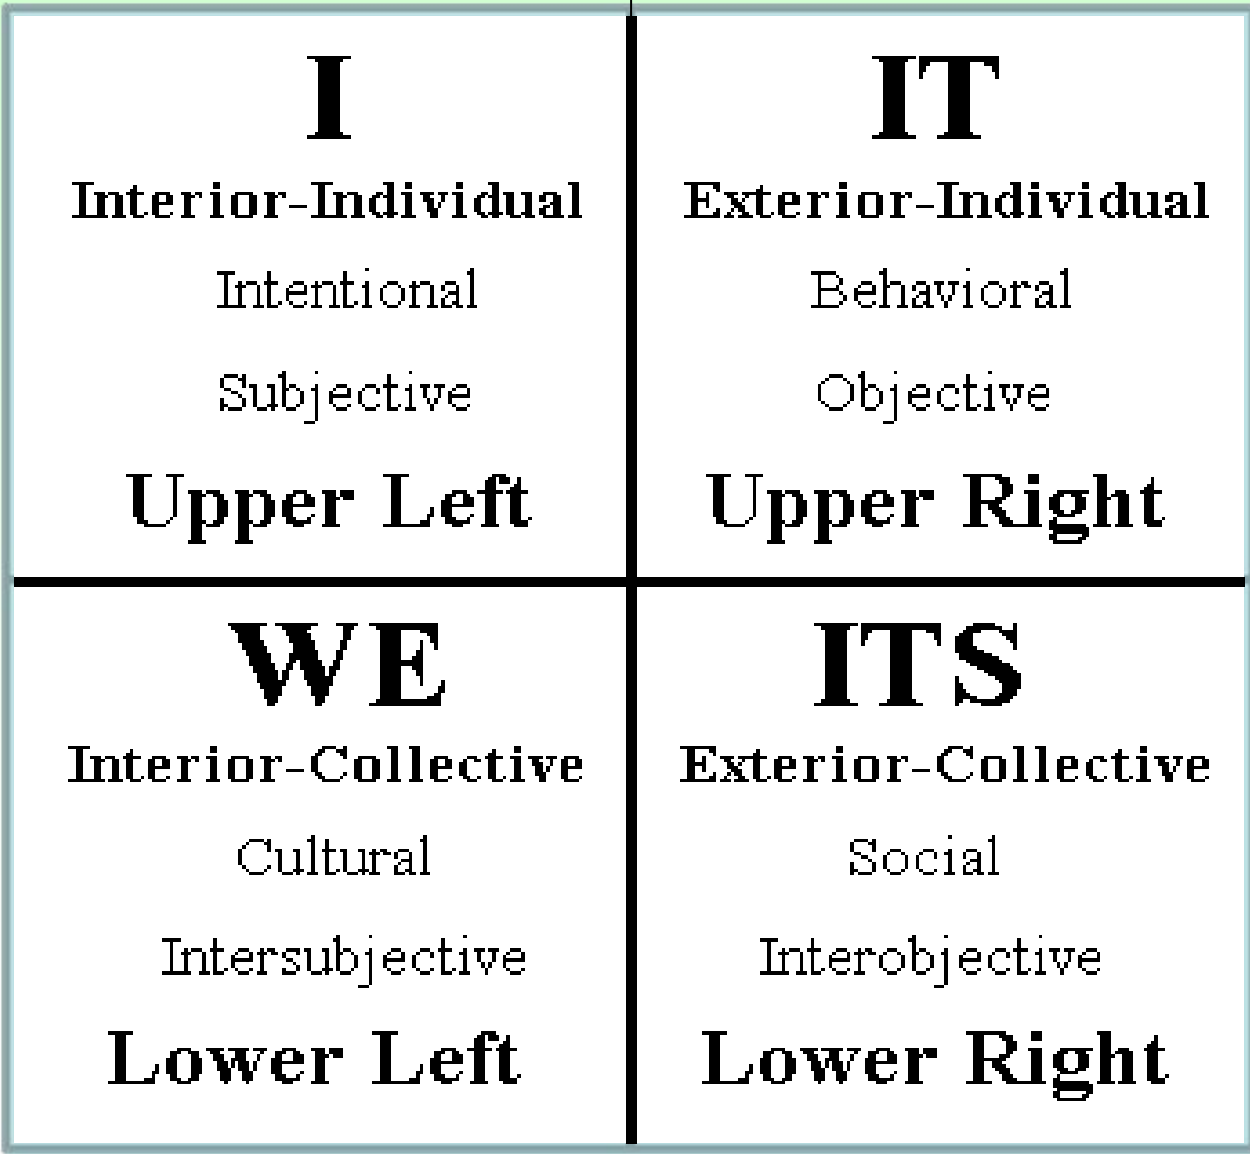 I
Interior-Individual
Intentional
Subjective
Upper Left
IT
Exterior-Individual
Behavioral
Objective
Upper Right
WE
Interior-Collective
Cultural
Intersubjective
Lower Left
ITS
Exterior-Collective
Social
Interobjective
Lower Right